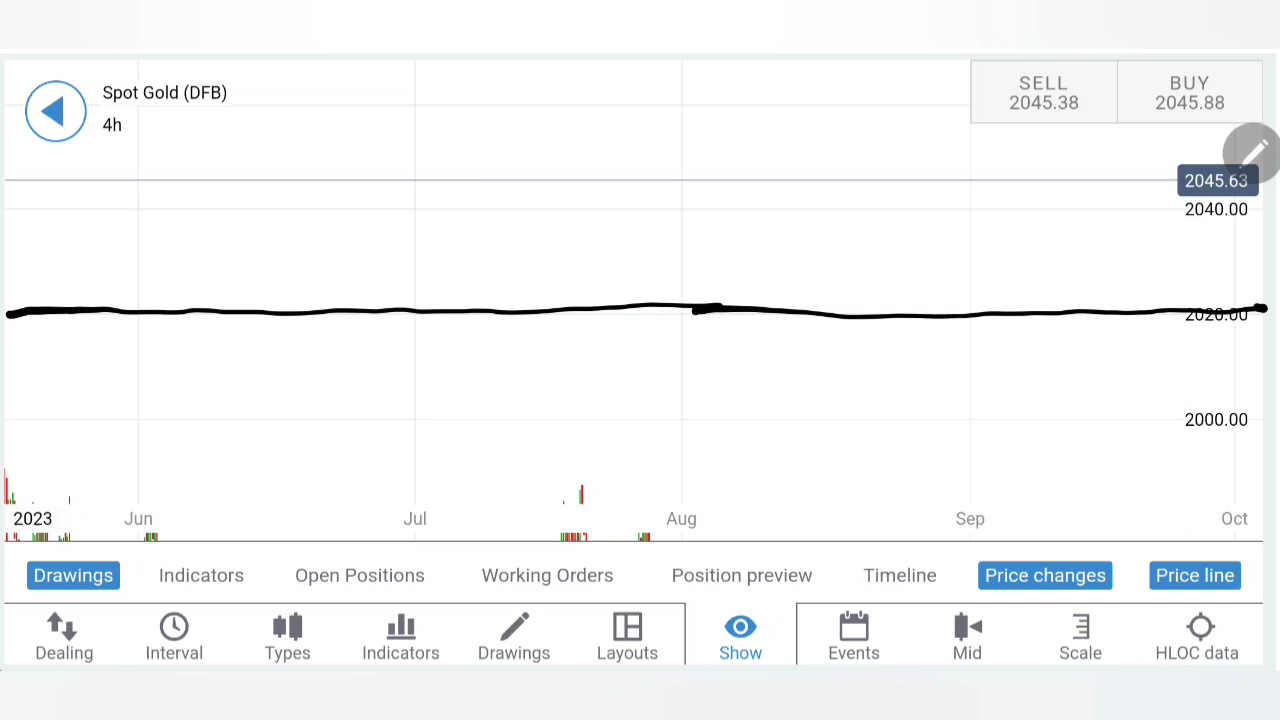 Spot Gold (DFB)
4h
SELL
2045.38
BUY
2045.88
2045.63
2040.00
2020.00
2000.00
2023 Jun Jul Aug Sep Oct
Drawings Indicators Open Positions Working Orders Position preview Timeline Price changes Price line
Dealing Interval Types Indicators Drawings Layouts Show Events Mid Scale HLOC data